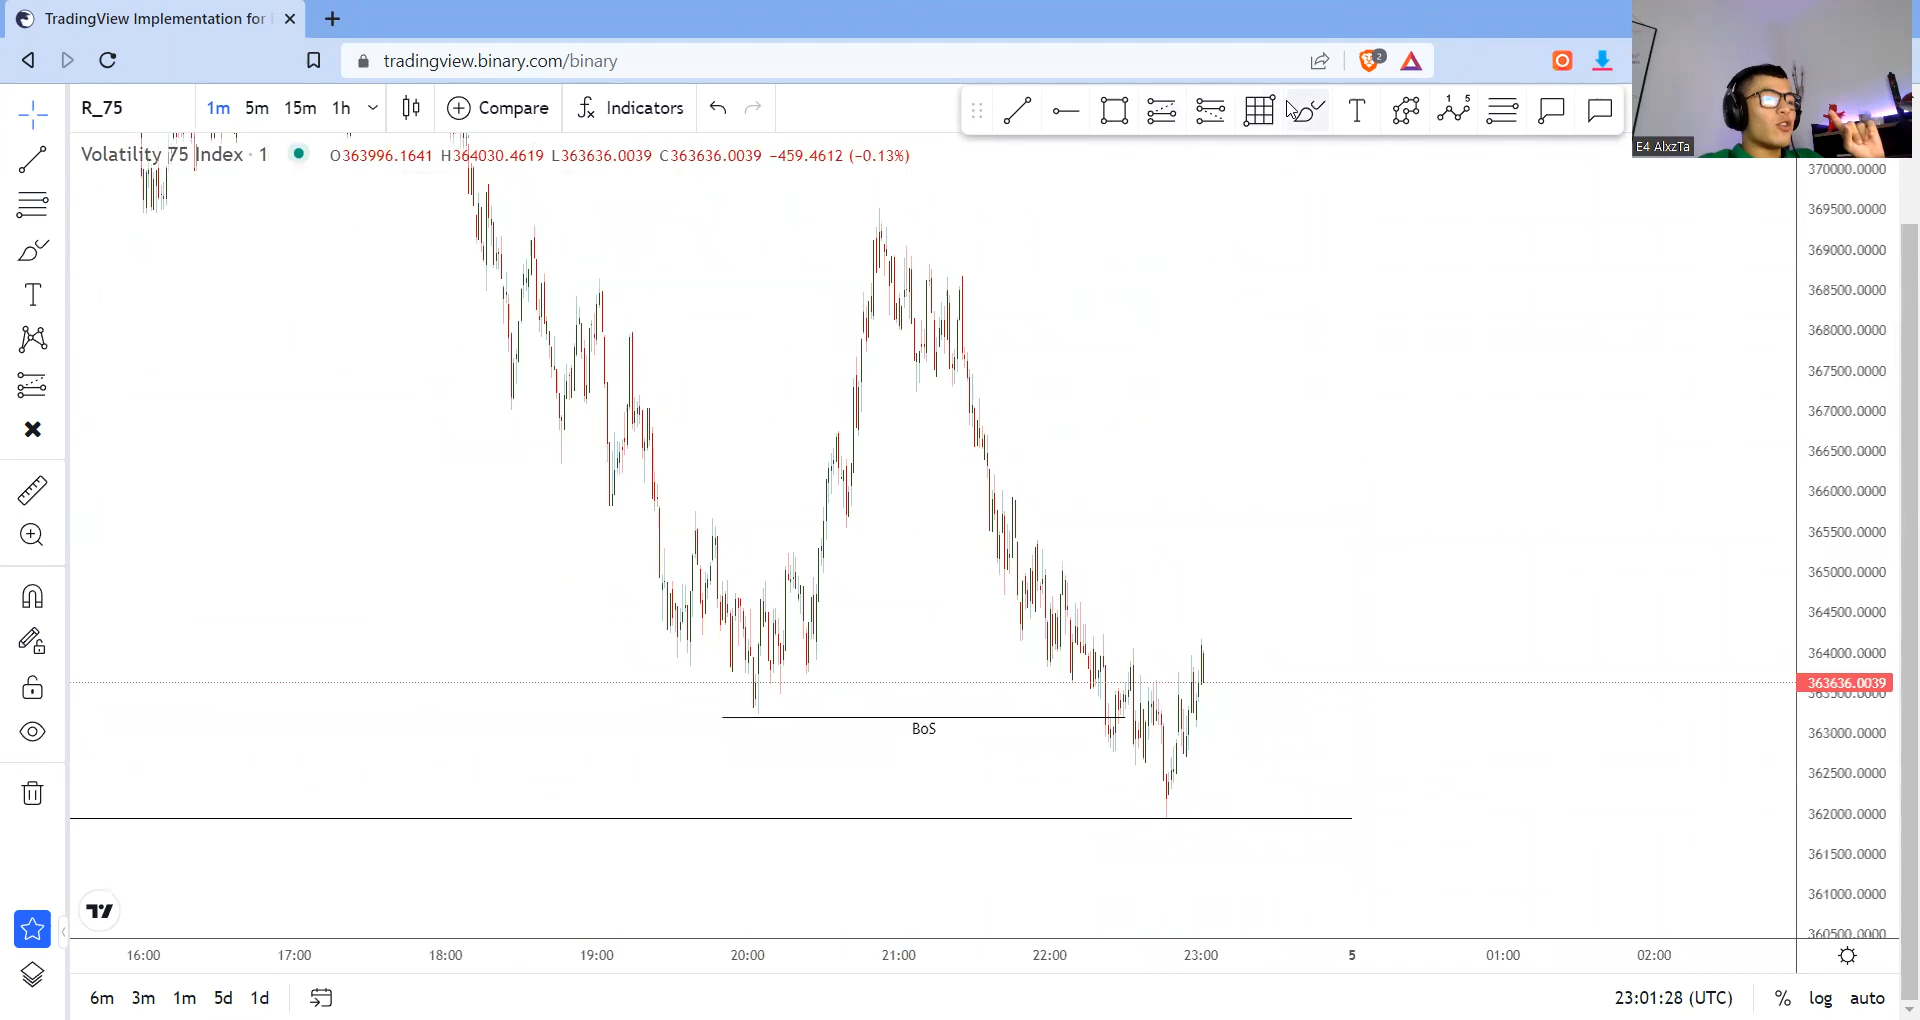 TradingView Implementation for
tradingview.binary.com/binary
2
R_75
1m 5m 15m 1h
Compare
Indicators
Volatility 75 Index · 1
O363996.1641 H364030.4619 L363636.0039 C363636.0039 −459.4612 (−0.13%)
E4 AlxzTa
370000.0000
369500.0000
369000.0000
368500.0000
368000.0000
367500.0000
367000.0000
366500.0000
366000.0000
365500.0000
365000.0000
364500.0000
364000.0000
363636.0039
363500.0000
363000.0000
362500.0000
362000.0000
361500.0000
361000.0000
360500.0000
BoS
16:00 17:00 18:00 19:00 20:00 21:00 22:00 23:00 5 01:00 02:00
6m 3m 1m 5d 1d
23:01:28 (UTC) % log auto